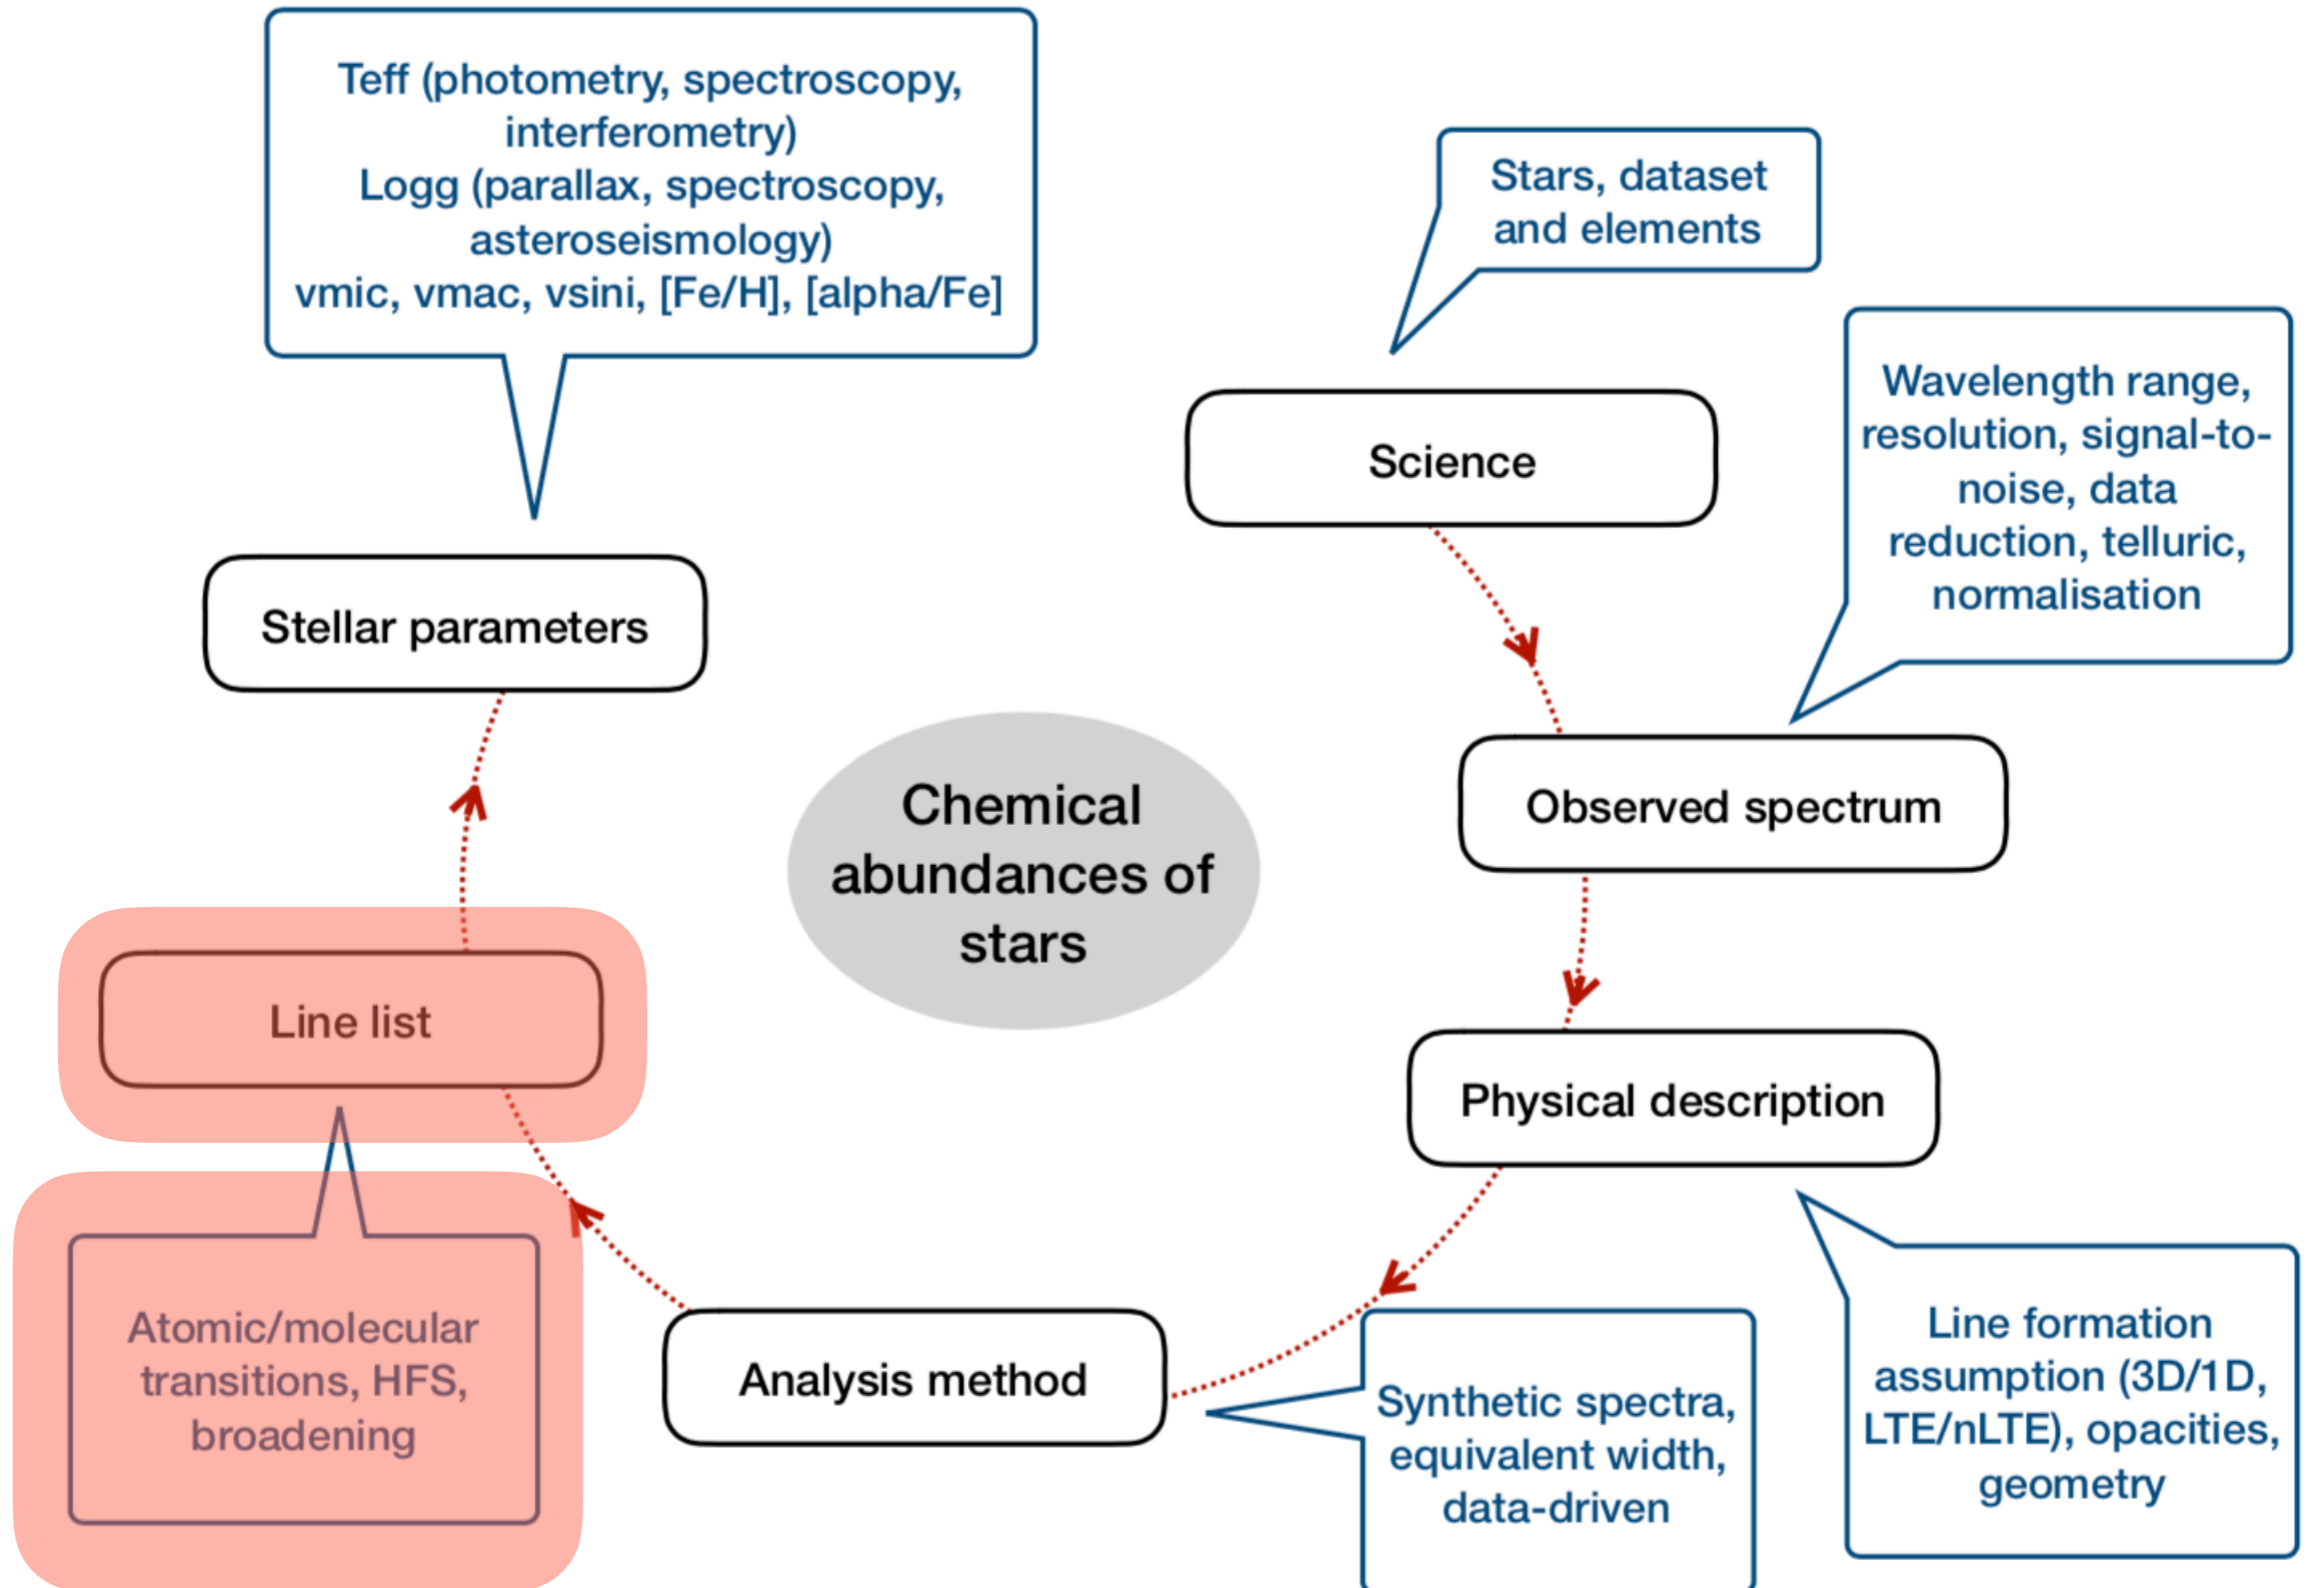 Teff (photometry, spectroscopy,
interferometry)
Logg (parallax, spectroscopy,
asteroseismology)
vmic, vmac, vsini, [Fe/H], [alpha/Fe]
Stars, dataset
and elements
Wavelength range,
resolution, signal-to-
noise, data
reduction, telluric,
normalisation
Science
Stellar parameters
Observed spectrum
Chemical
abundances of
stars
Line list
Physical description
Atomic/molecular
transitions, HFS,
broadening
Analysis method
Synthetic spectra,
equivalent width,
data-driven
Line formation
assumption (3D/1D,
LTE/nLTE), opacities,
geometry